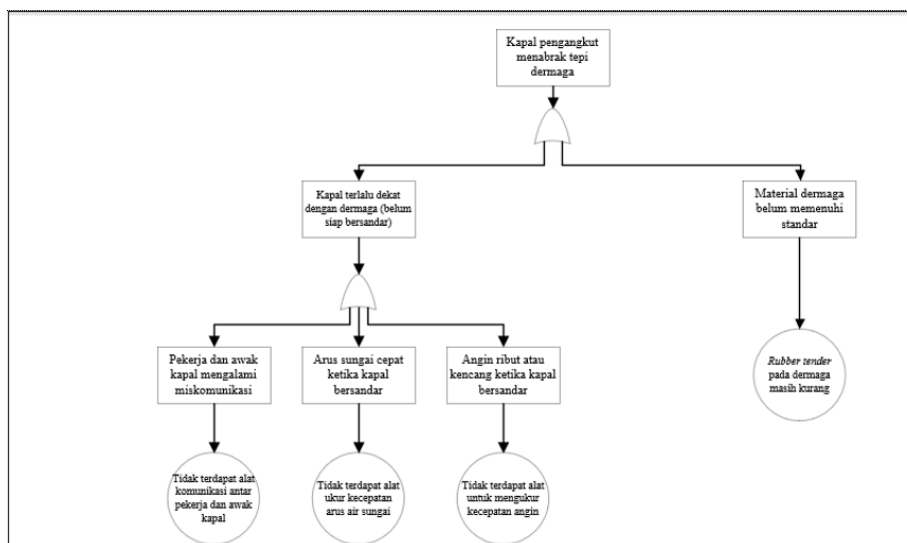 Kapal pengangkut
menabrak tepi
dermaga
Kapal terlalu dekat
dengan dermaga (belum
siap bersandar)
Material dermaga
belum memenuhi
standar
Pekerja dan awak
kapal mengalami
miskomunikasi
Arus sungai cepat
ketika kapal
bersandar
Angin ribut atau
kencang ketika kapal
bersandar
Rubber tender
pada dermaga
masih kurang
Tidak terdapat alat
komunikasi antar
pekerja dan awak
kapal
Tidak terdapat alat
ukur kecepatan
arus air sungai
Tidak terdapat alat
untuk mengukur
kecepatan angin